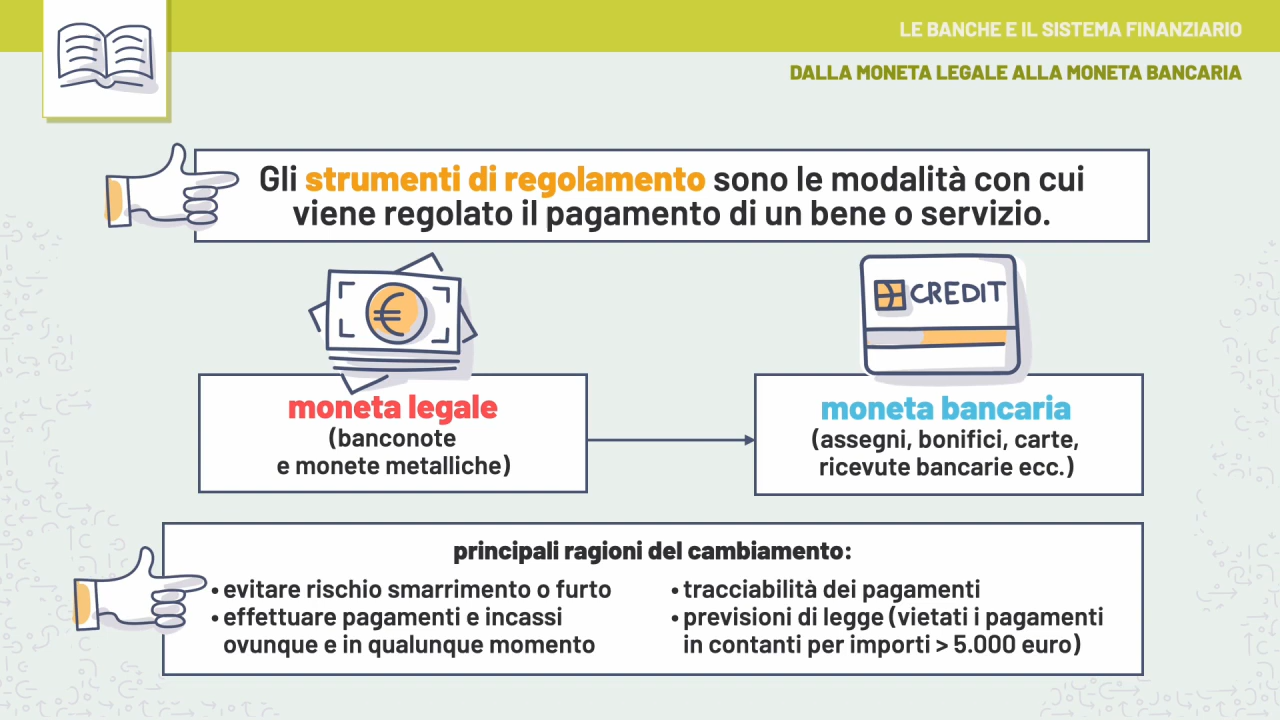 LE BANCHE E IL SISTEMA FINANZIARIO
DALLA MONETA LEGALE ALLA MONETA BANCARIA
Gli strumenti di regolamento sono le modalità con cui
viene regolato il pagamento di un bene o servizio.
€
CREDIT
moneta legale
(banconote
e monete metalliche)
moneta bancaria
(assegni, bonifici, carte,
ricevute bancarie ecc.)
principali ragioni del cambiamento:
• evitare rischio smarrimento o furto
• effettuare pagamenti e incassi
ovunque e in qualunque momento
• tracciabilità dei pagamenti
• previsioni di legge (vietati i pagamenti
in contanti per importi > 5.000 euro)